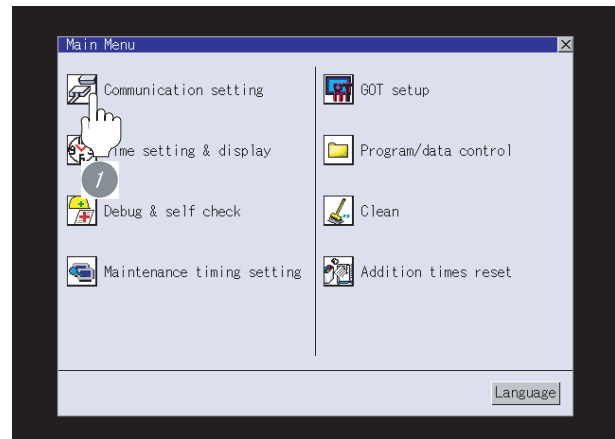 Main Menu
Communication setting
Time setting & display
Debug & self check
Maintenance timing setting
GOT setup
Program/data control
Clean
Addition times reset
Language
1